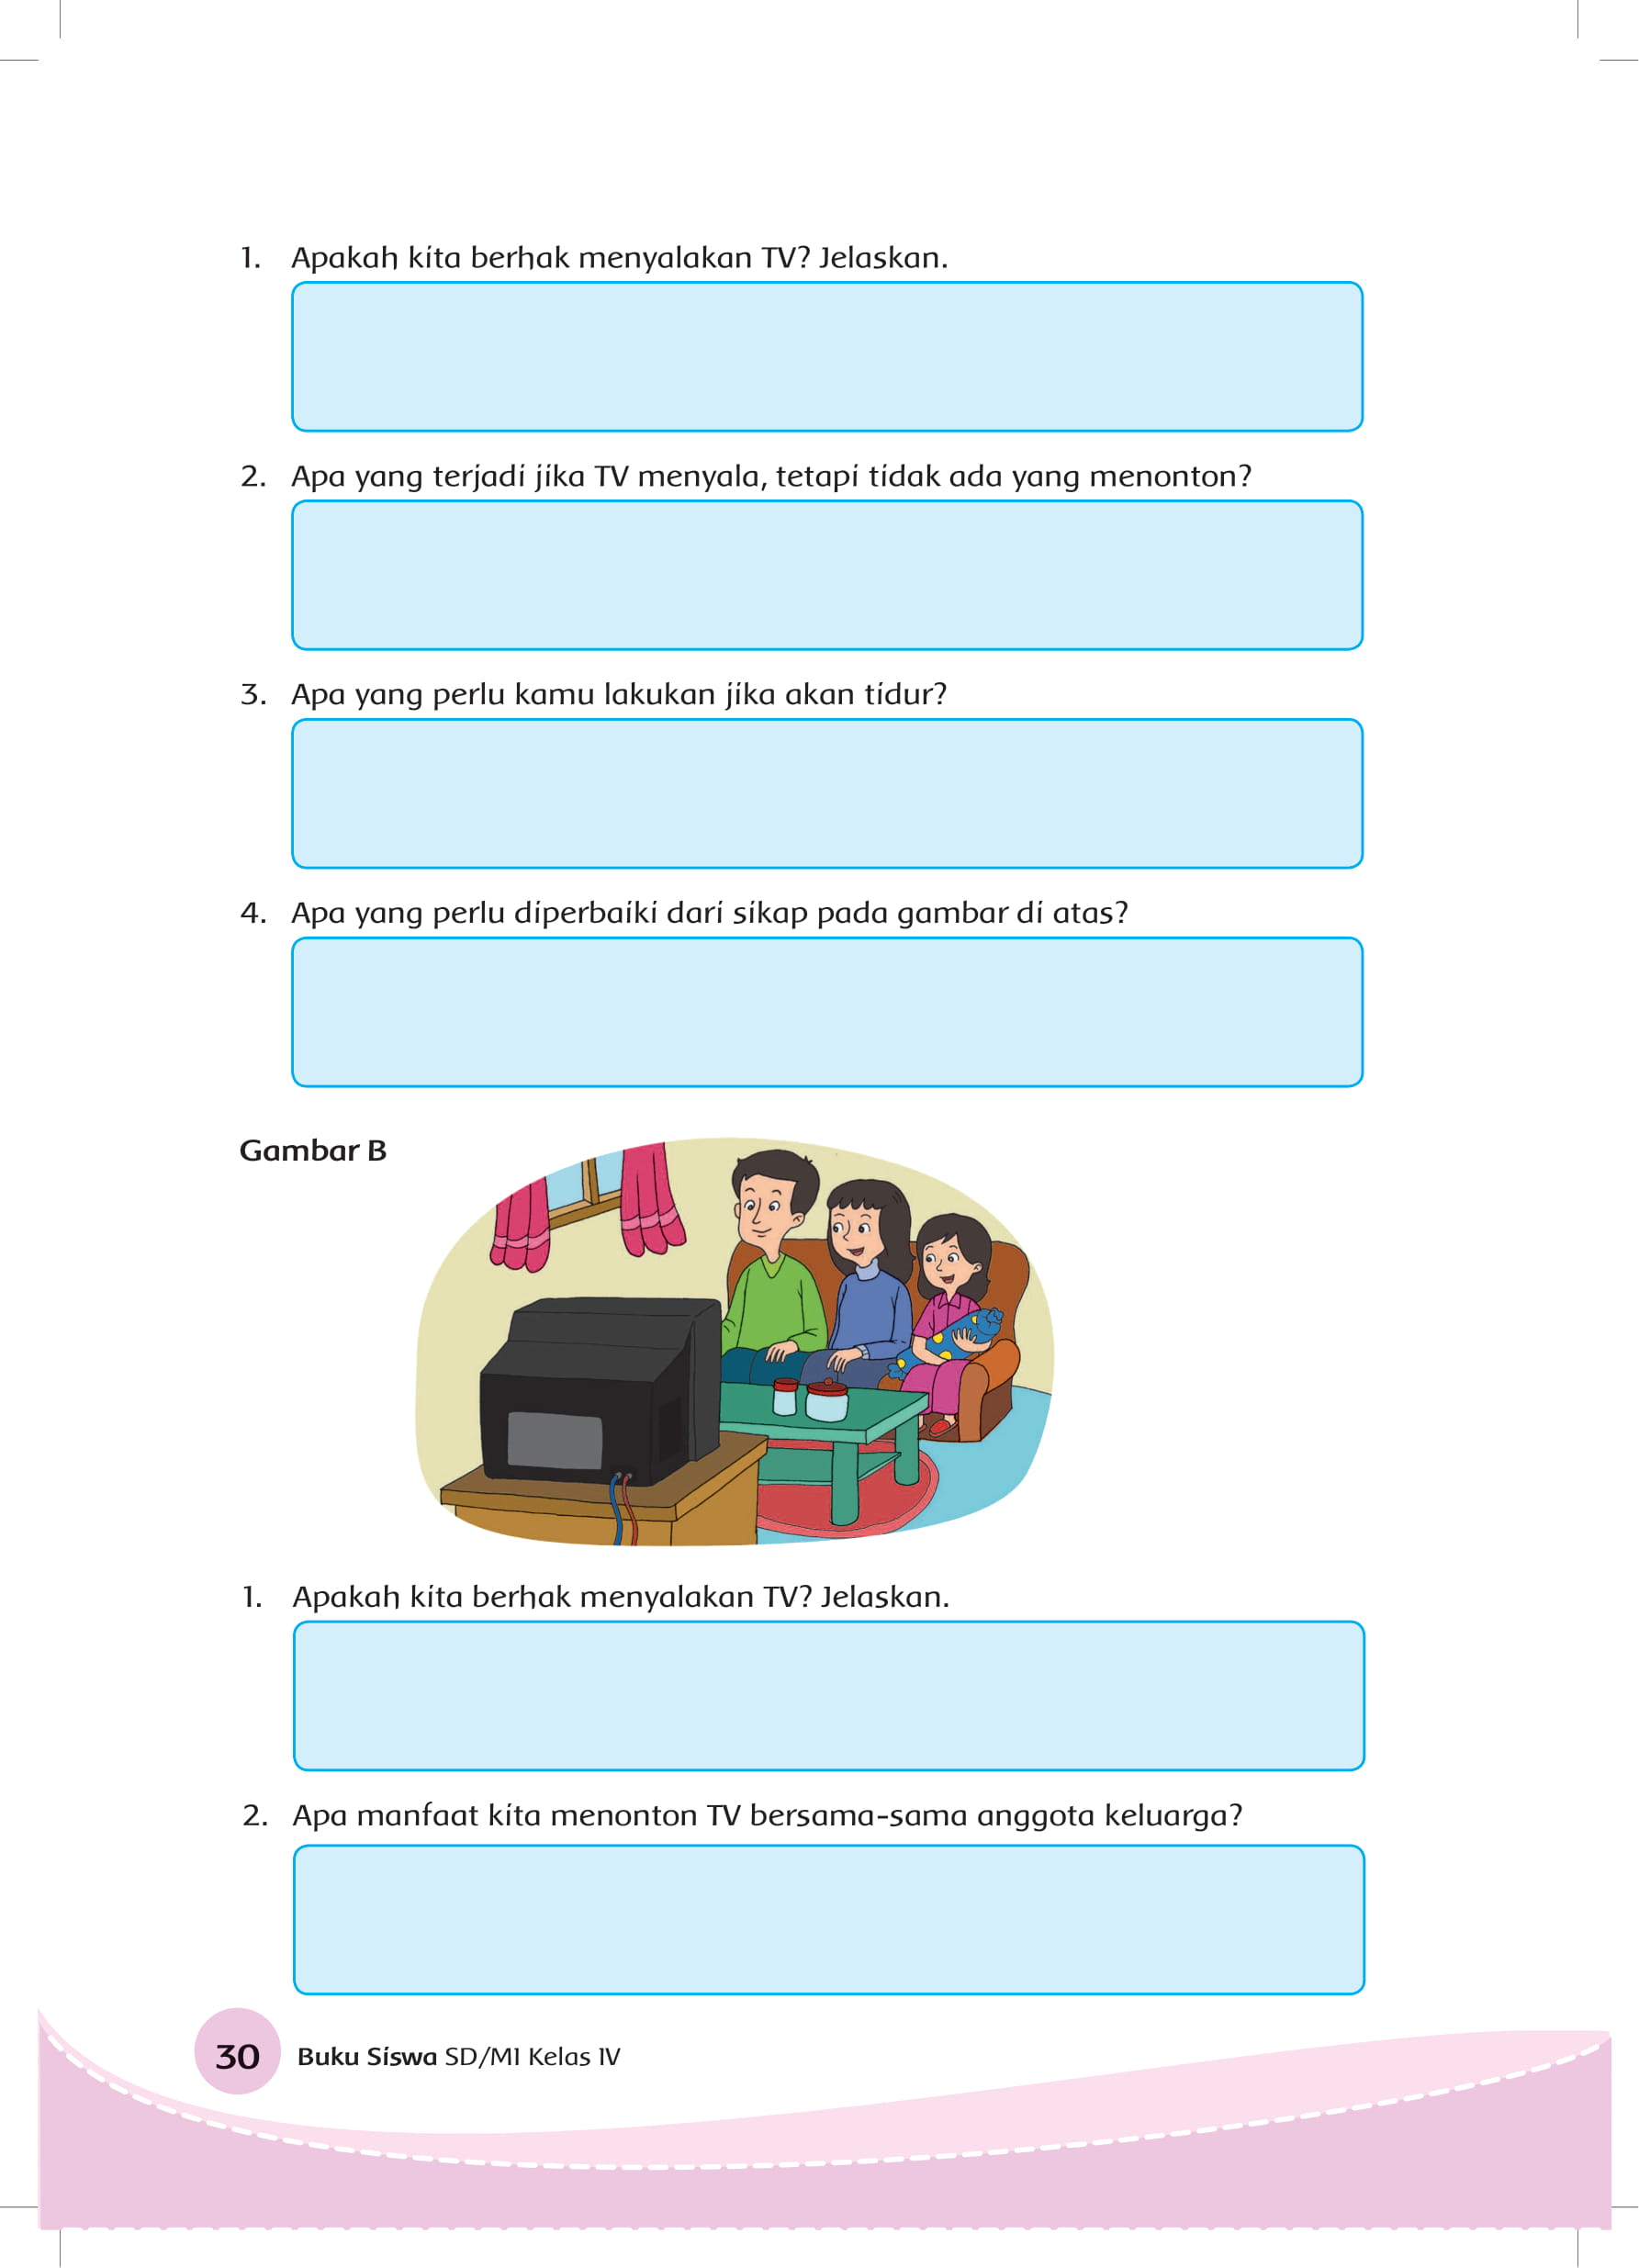 1. Apakah kita berhak menyalakan TV? Jelaskan.
2. Apa yang terjadi jika TV menyala, tetapi tidak ada yang menonton?
3. Apa yang perlu kamu lakukan jika akan tidur?
4. Apa yang perlu diperbaiki dari sikap pada gambar di atas?
Gambar B
1. Apakah kita berhak menyalakan TV? Jelaskan.
2. Apa manfaat kita menonton TV bersama-sama anggota keluarga?
30 Buku Siswa SD/MI Kelas IV